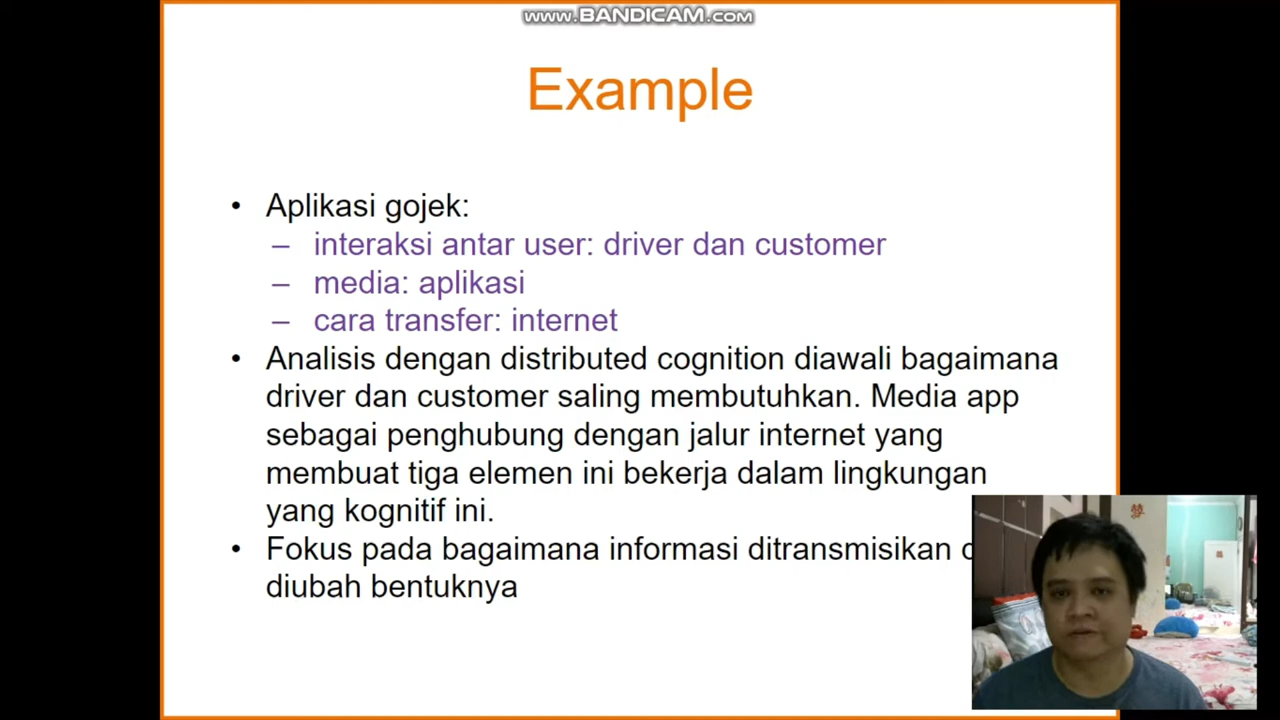 www.BANDICAM.com
Example
• Aplikasi gojek:
– interaksi antar user: driver dan customer
– media: aplikasi
– cara transfer: internet
• Analisis dengan distributed cognition diawali bagaimana
driver dan customer saling membutuhkan. Media app
sebagai penghubung dengan jalur internet yang
membuat tiga elemen ini bekerja dalam lingkungan
yang kognitif ini.
• Fokus pada bagaimana informasi ditransmisikan
diubah bentuknya